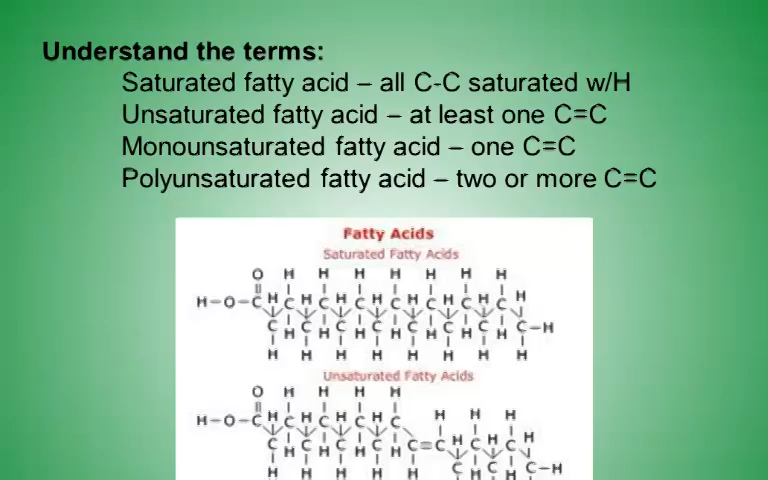 Understand the terms:
Saturated fatty acid – all C-C saturated w/H
Unsaturated fatty acid – at least one C=C
Monounsaturated fatty acid – one C=C
Polyunsaturated fatty acid – two or more C=C
Fatty Acids
Saturated Fatty Acids
O H H H H H H H
H-O-C H C H C H C H C H C H C H C H
C H C H C H C H C H C H C H C-H
H H H H H H H H
Unsaturated Fatty Acids
O H H H H
H H H
H-O-C H C H C H C H C
C H C H C H C H C=C H C H C H
H H H H H
C H C H C-H